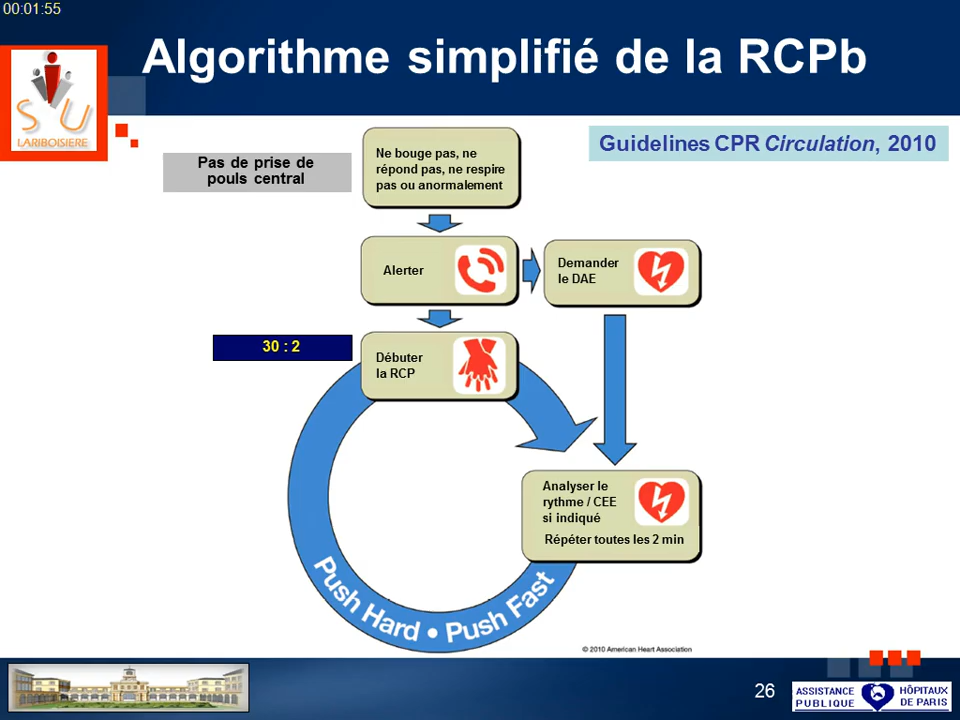 00:01:55
Algorithme simplifié de la RCPb
SU
LARIBOISIERE
Guidelines CPR Circulation, 2010
Pas de prise de
pouls central
Ne bouge pas, ne
répond pas, ne respire
pas ou anormalement
Alerter
Demander
le DAE
30 : 2
Débuter
la RCP
Analyser le
rythme / CEE
si indiqué
Répéter toutes les 2 min
Push Hard • Push Fast
© 2010 American Heart Association
26
ASSISTANCE
PUBLIQUE
HÔPITAUX
DE PARIS